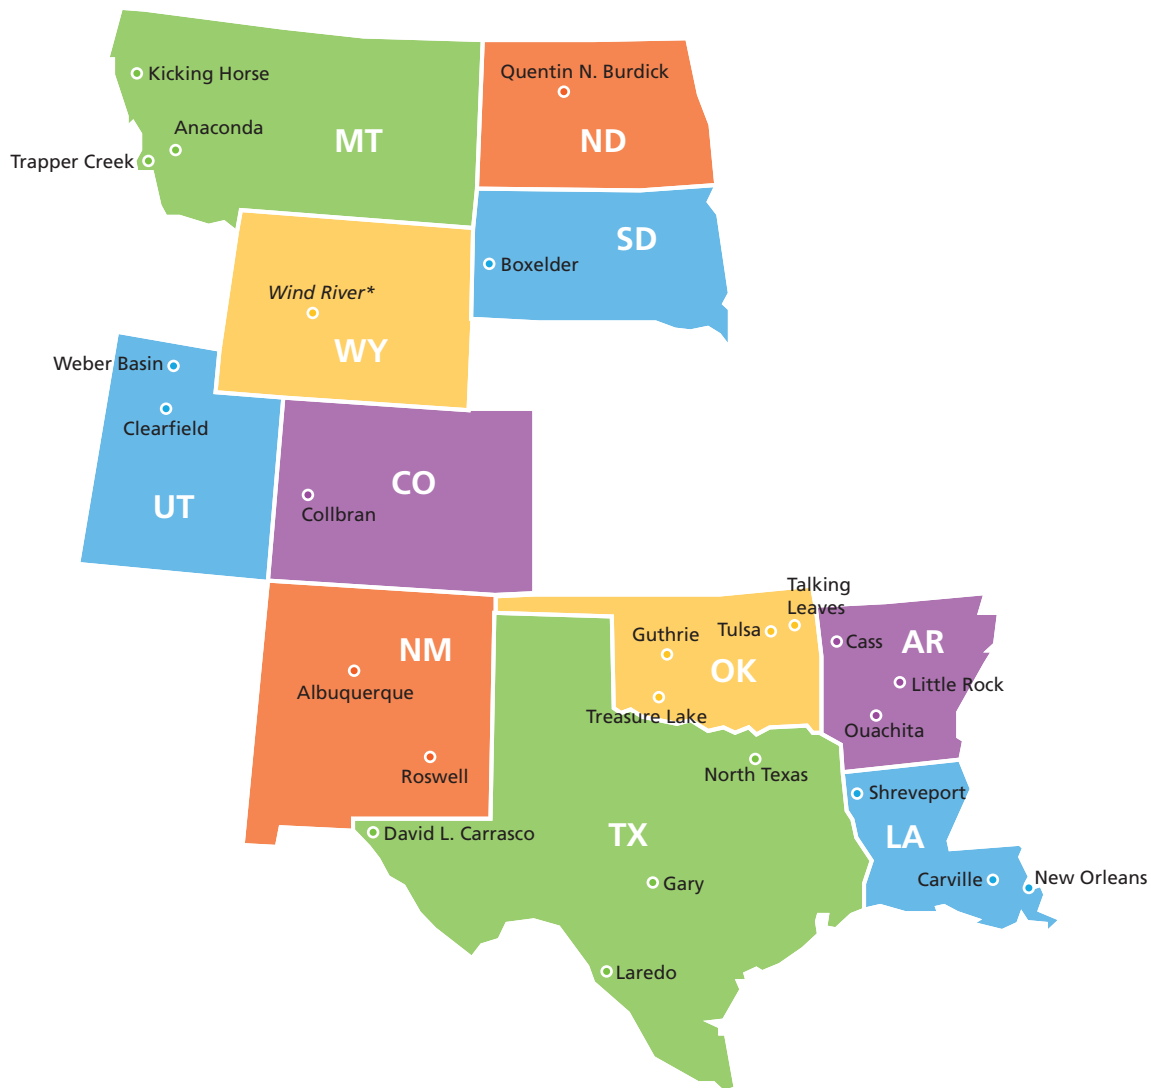 Quentin N. Burdick
Kicking Horse
Anaconda
MT
ND
Trapper Creek
SD
Boxelder
Wind River*
WY
Weber Basin
Clearfield
CO
UT
Collbran
Talking
Leaves
Guthrie
Tulsa
Cass
AR
NM
OK
Albuquerque
Little Rock
Treasure Lake
Ouachita
Roswell
North Texas
Shreveport
David L. Carrasco
TX
LA
Gary
Carville
New Orleans
Laredo